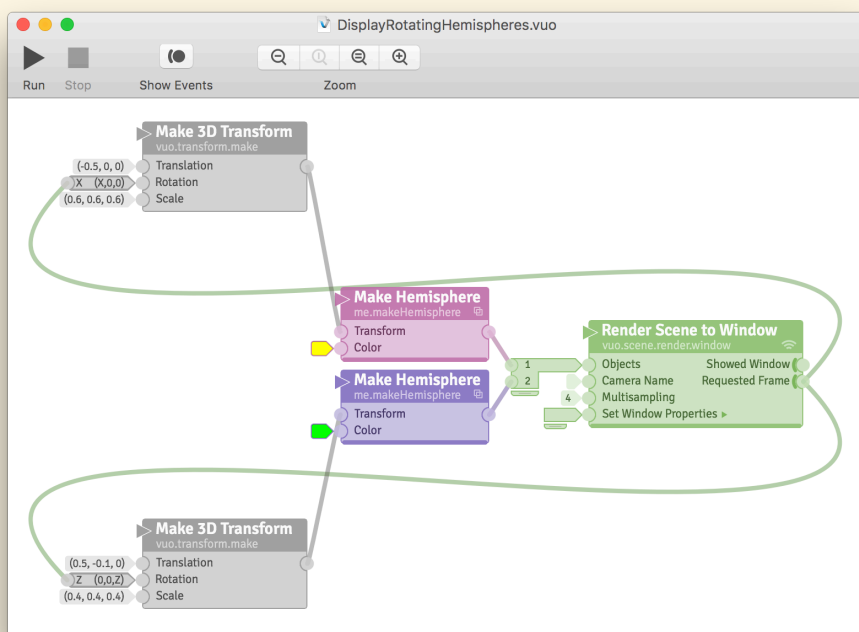 DisplayRotatingHemispheres.vuo
Run Stop Show Events Zoom
Make 3D Transform
vuo.transform.make
(-0.5, 0, 0) Translation
X (X,0,0) Rotation
(0.6, 0.6, 0.6) Scale
Make Hemisphere
me.makeHemisphere
Transform
Color
Render Scene to Window
vuo.scene.render.window
1 Objects Showed Window
2 Camera Name Requested Frame
4 Multisampling
Set Window Properties
Make Hemisphere
me.makeHemisphere
Transform
Color
Make 3D Transform
vuo.transform.make
(0.5, -0.1, 0) Translation
Z (0,0,Z) Rotation
(0.4, 0.4, 0.4) Scale